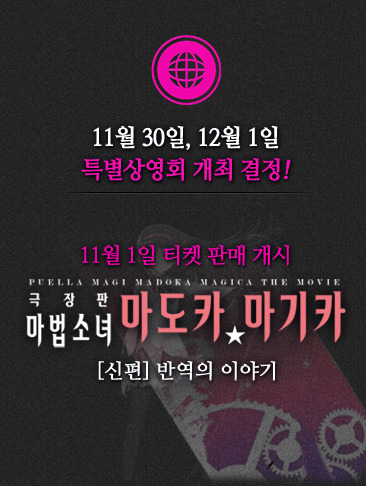 11월 30일, 12월 1일
특별상영회 개최 결정!
11월 1일 티켓 판매 개시
PUELLA MAGI MADOKA MAGICA THE MOVIE
극장판
마법소녀 마도카★마기카
[신편] 반역의 이야기